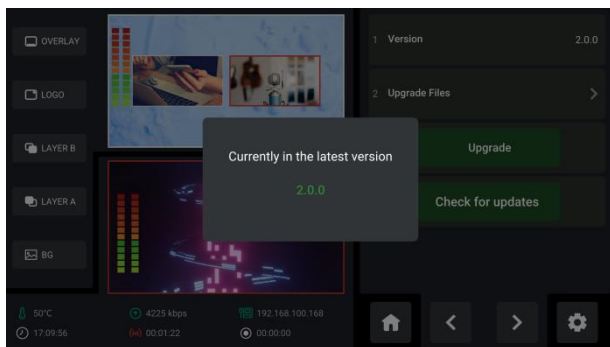 OVERLAY
LOGO
LAYER B
LAYER A
BG
Currently in the latest version
2.0.0
1 Version 2.0.0
2 Upgrade Files
Upgrade
Check for updates
50°C
4225 kbps
192.168.100.168
17:09:56
00:01:22
00:00:00